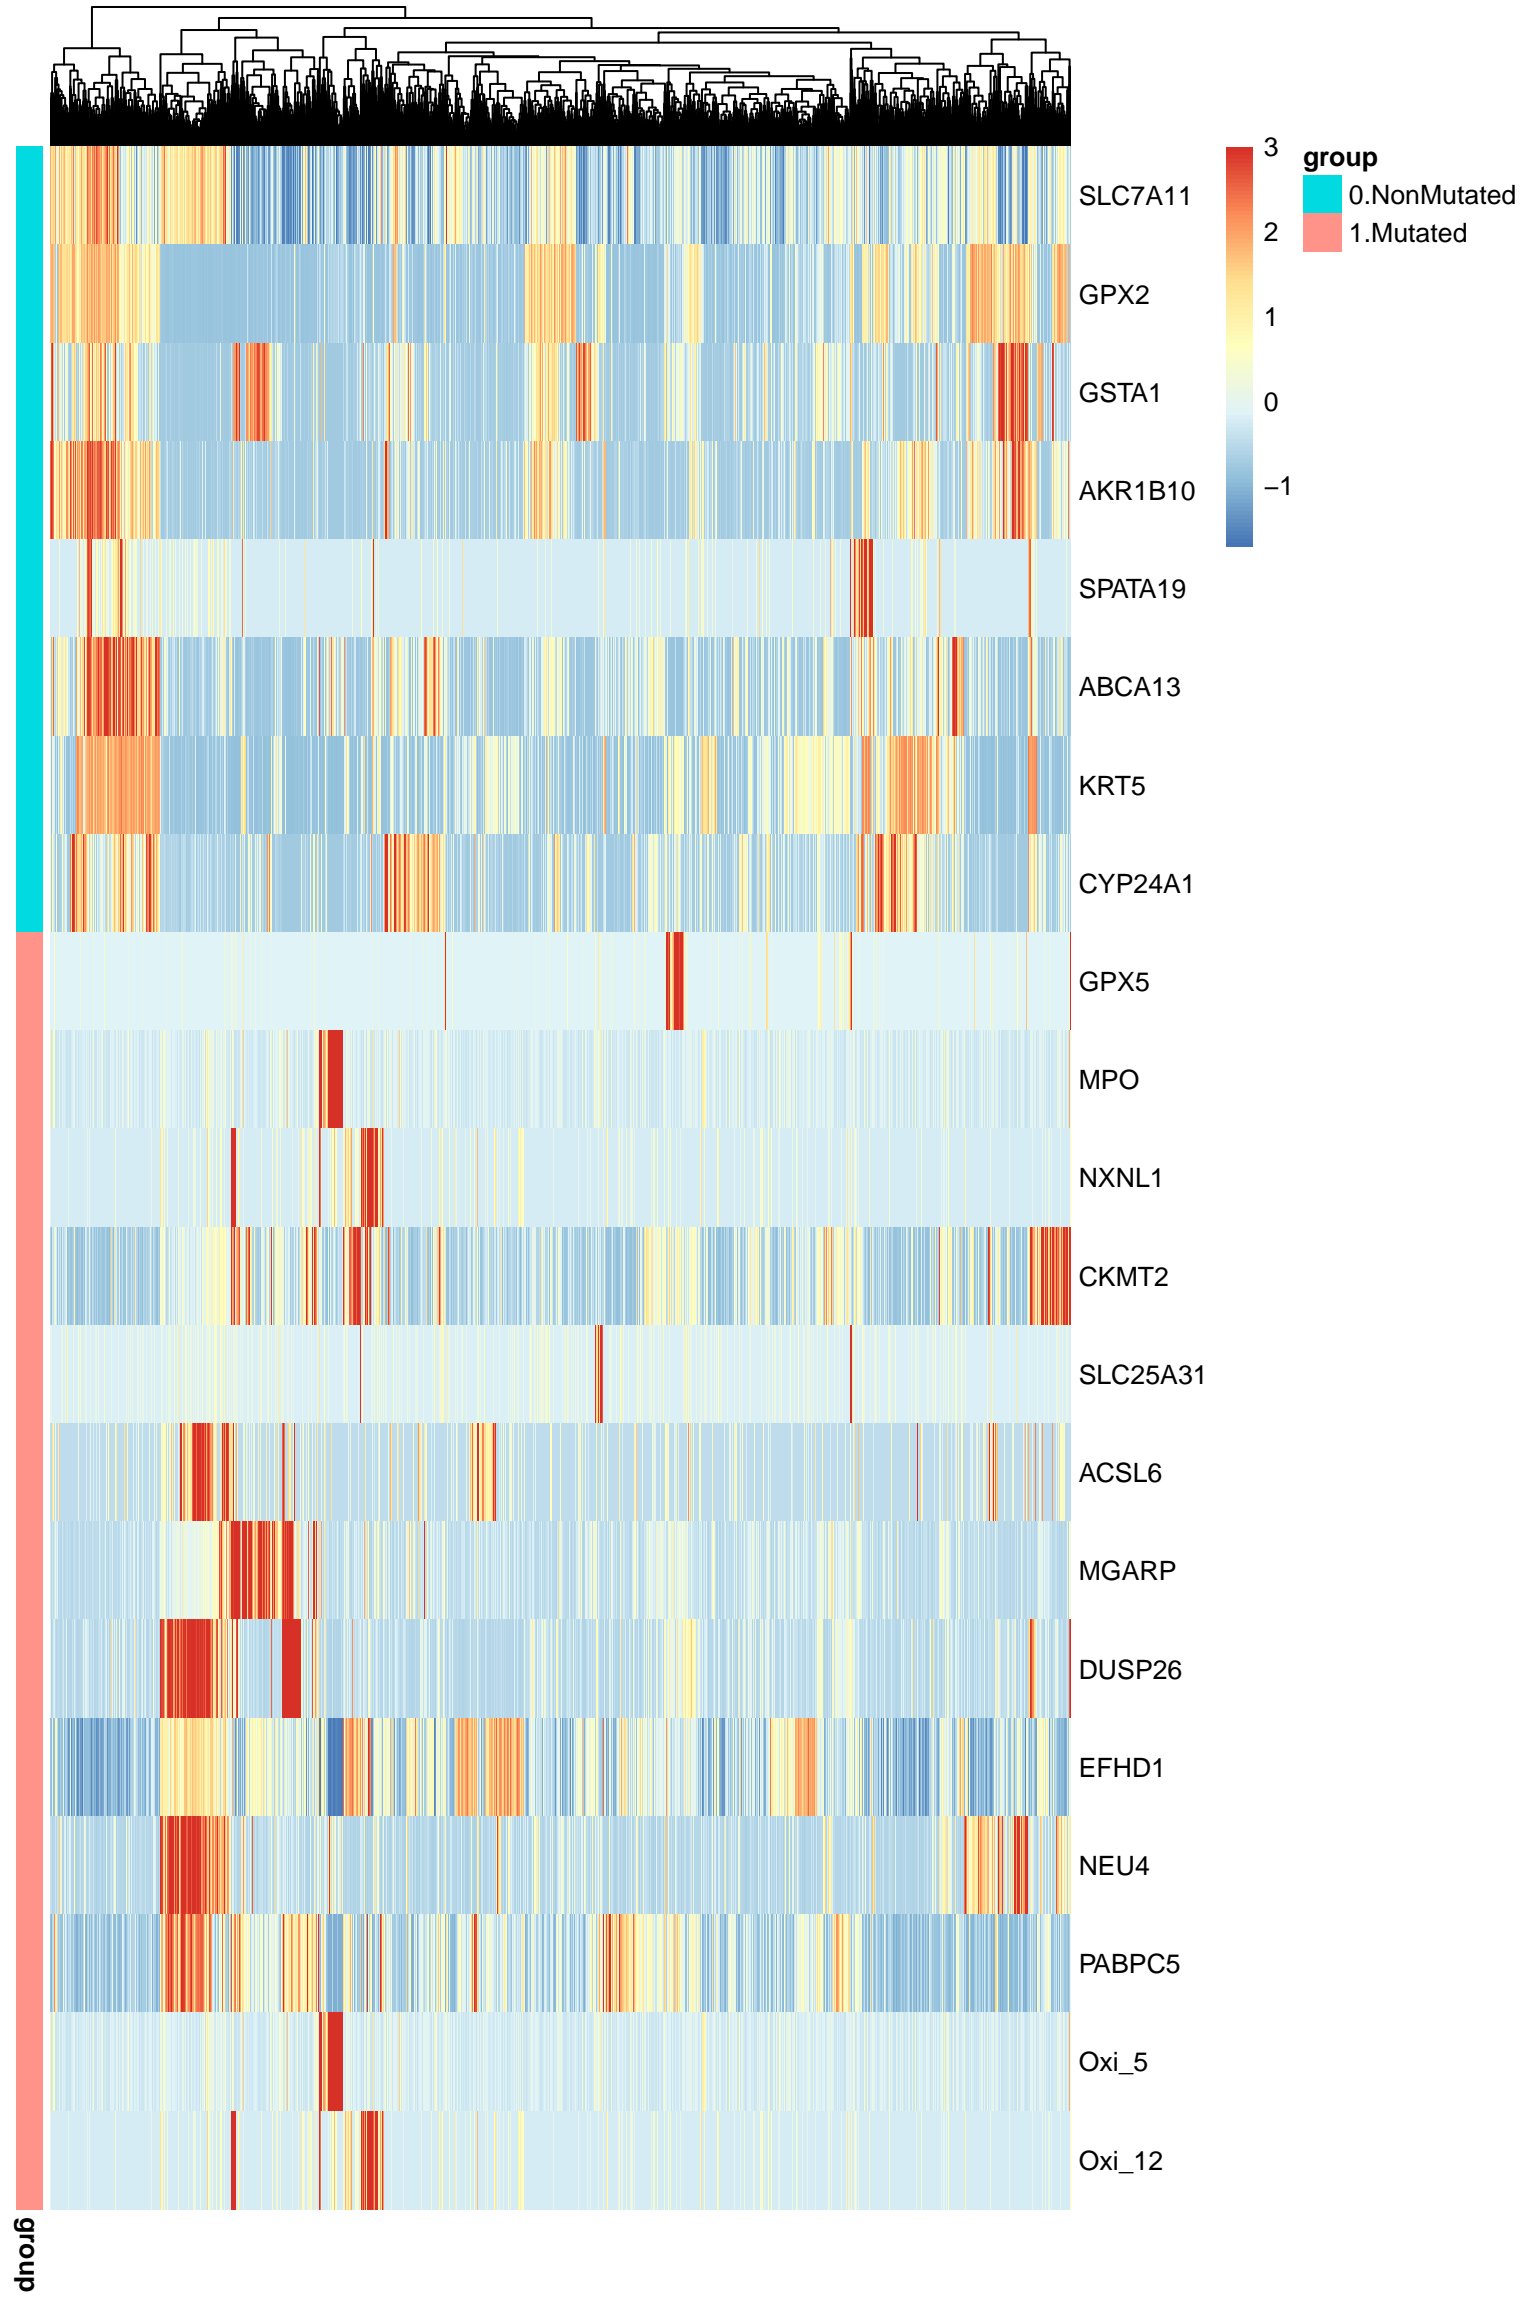 SLC7A11
GPX2
GSTA1
AKR1B10
SPATA19
ABCA13
KRT5
CYP24A1
GPX5
MPO
NXNL1
CKMT2
SLC25A31
ACSL6
MGARP
DUSP26
EFHD1
NEU4
PABPC5
Oxi_5
Oxi_12
3
2
1
0
−1
group
0.NonMutated
1.Mutated
group